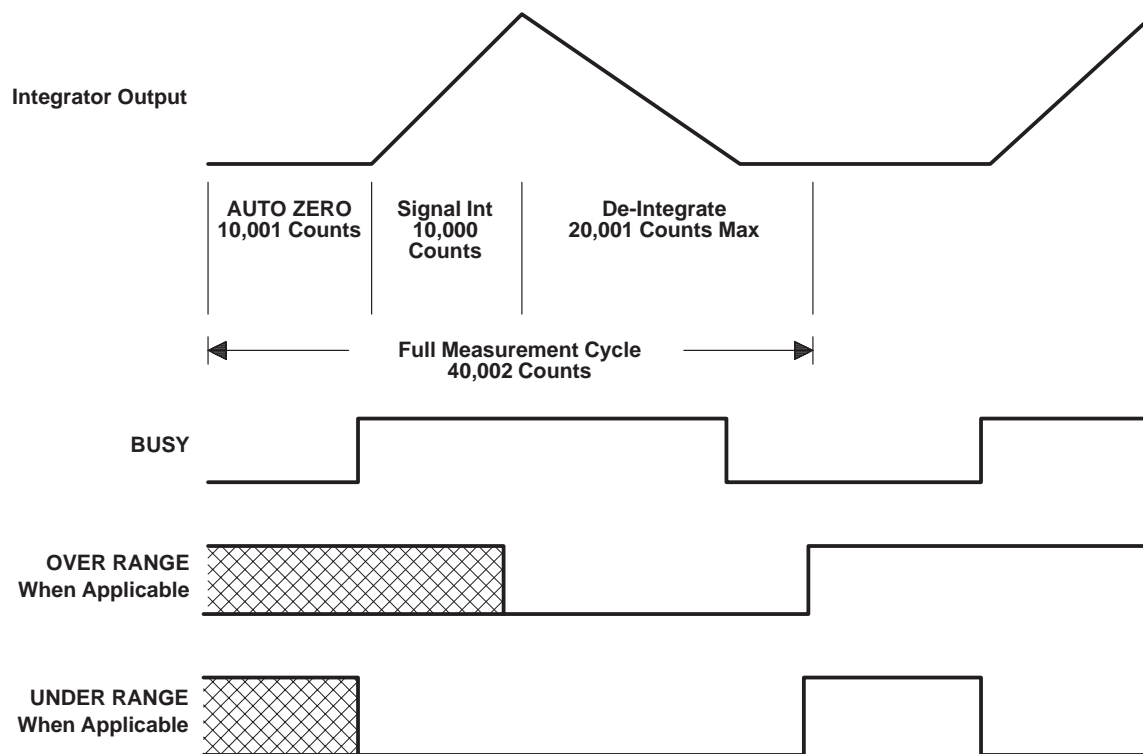 Integrator Output
AUTO ZERO
10,001 Counts
Signal Int
10,000
Counts
De-Integrate
20,001 Counts Max
Full Measurement Cycle
40,002 Counts
BUSY
OVER RANGE
When Applicable
UNDER RANGE
When Applicable